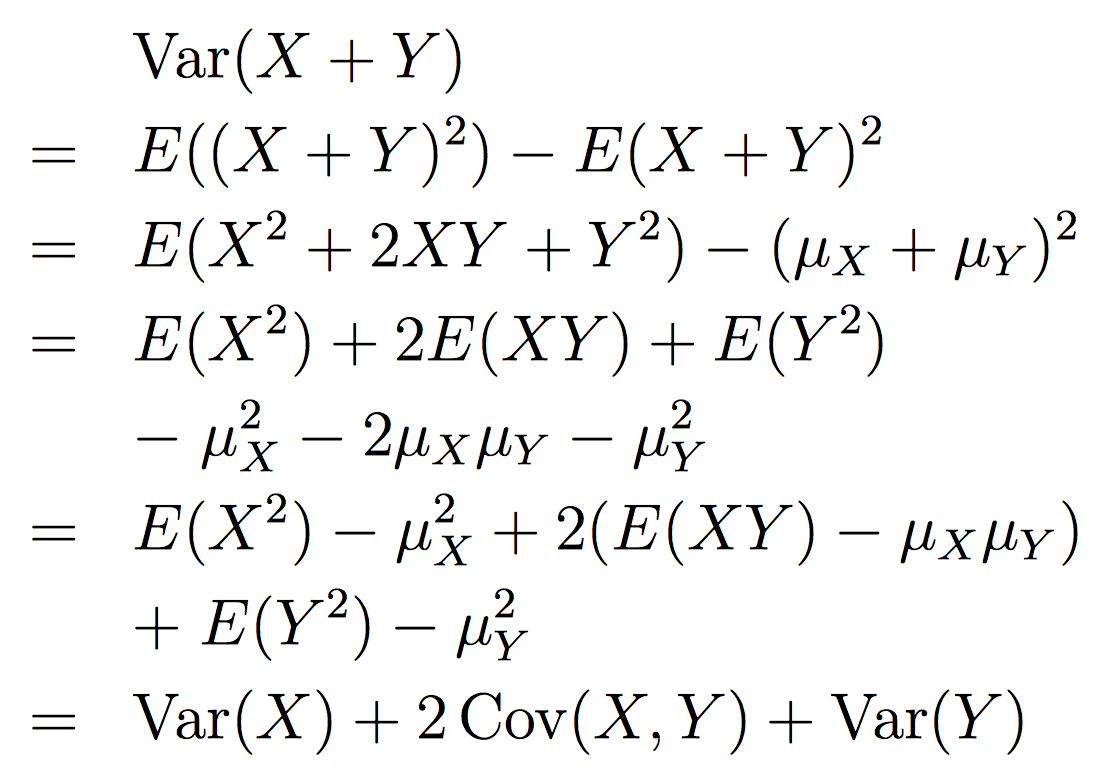 Var(X + Y)
= E((X + Y)²) − E(X + Y)²
= E(X² + 2XY + Y²) − (μ_X + μ_Y)²
= E(X²) + 2E(XY) + E(Y²)
− μ_X² − 2μ_Xμ_Y − μ_Y²
= E(X²) − μ_X² + 2(E(XY) − μ_Xμ_Y)
+ E(Y²) − μ_Y²
= Var(X) + 2 Cov(X, Y) + Var(Y)